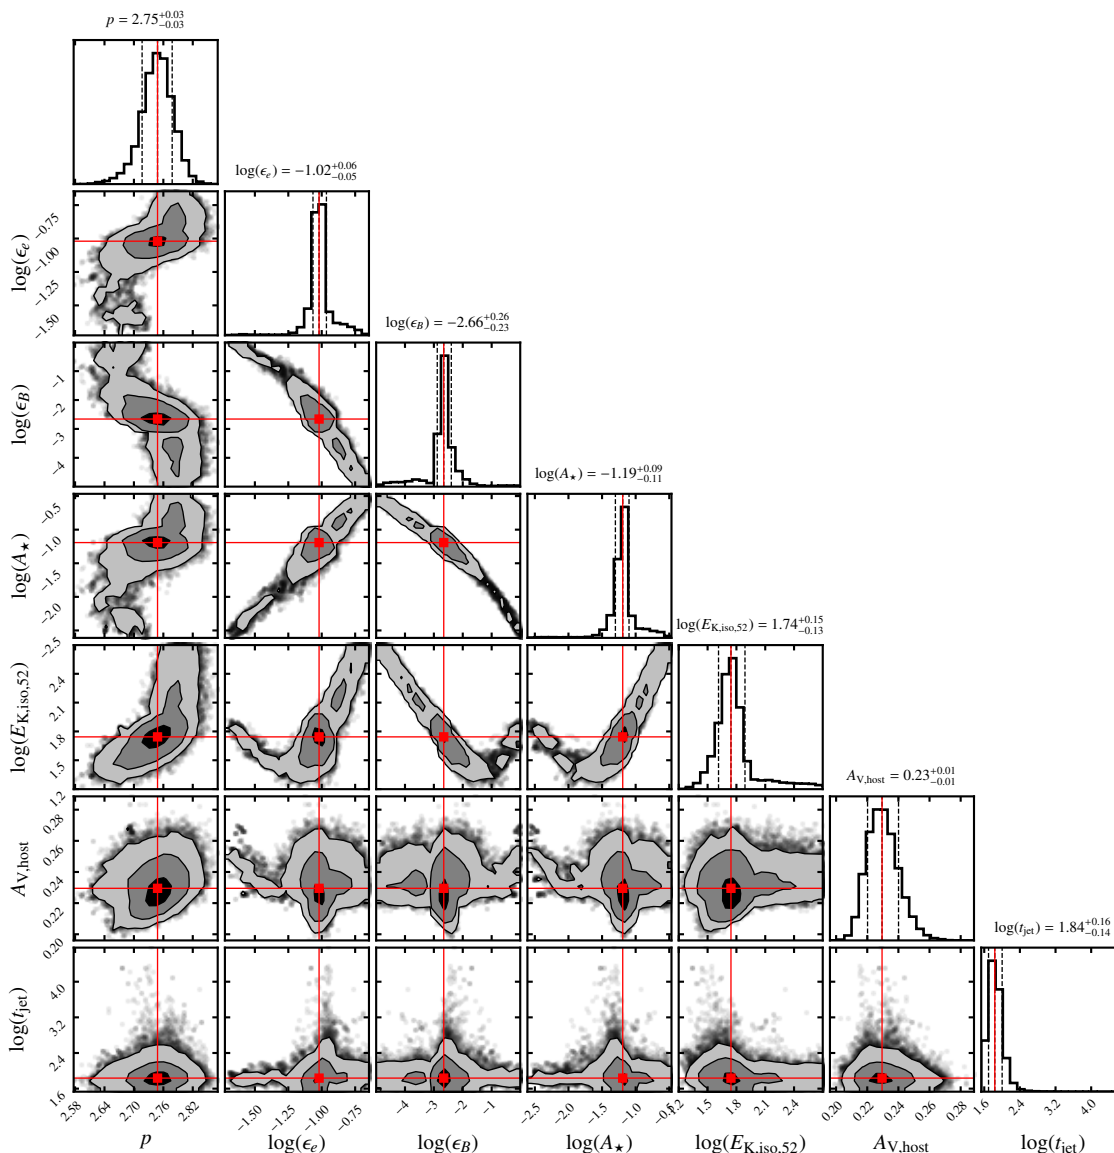 p = 2.75^{+0.03}_{-0.03}
log(ϵ_e) = −1.02^{+0.06}_{-0.05}
log(ϵ_e)
−0.75
−1.00
−1.25
−1.50
log(ϵ_B) = −2.66^{+0.26}_{-0.23}
log(ϵ_B)
−1
−2
−3
−4
log(A_⋆) = −1.19^{+0.09}_{-0.11}
log(A_⋆)
−0.5
−1.0
−1.5
−2.0
−2.5
log(E_{K,iso,52}) = 1.74^{+0.15}_{-0.13}
log(E_{K,iso,52})
2.4
2.1
1.8
1.5
1.2
A_{V,host} = 0.23^{+0.01}_{-0.01}
A_{V,host}
0.28
0.26
0.24
0.22
0.20
log(t_{jet}) = 1.84^{+0.16}_{-0.14}
log(t_{jet})
4.0
3.2
2.4
1.6
2.58 2.64 2.70 2.76 2.82
−1.50 −1.25 −1.00 −0.75
−4 −3 −2 −1
−2.5 −2.0 −1.5 −1.0 −0.5
1.2 1.5 1.8 2.1 2.4
0.20 0.22 0.24 0.26 0.28
1.6 2.4 3.2 4.0
p log(ϵ_e) log(ϵ_B) log(A_⋆) log(E_{K,iso,52}) A_{V,host} log(t_{jet})